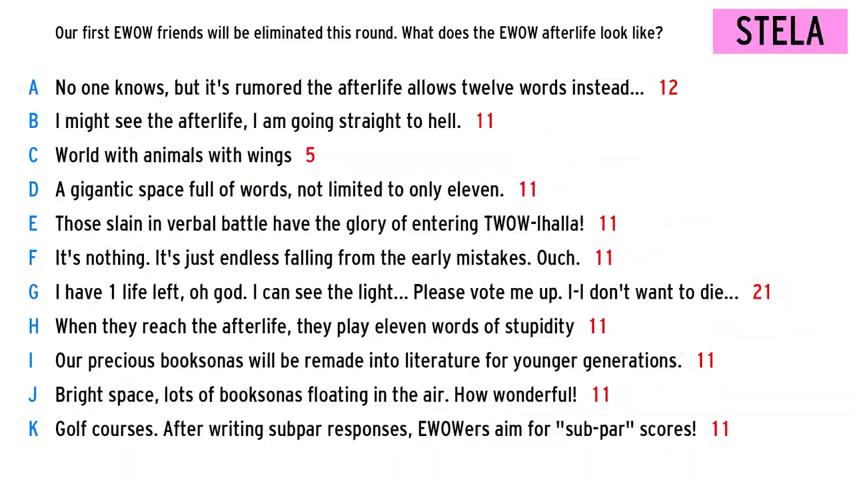 Our first EWOW friends will be eliminated this round. What does the EWOW afterlife look like?
STELA
A No one knows, but it's rumored the afterlife allows twelve words instead... 12
B I might see the afterlife, I am going straight to hell. 11
C World with animals with wings 5
D A gigantic space full of words, not limited to only eleven. 11
E Those slain in verbal battle have the glory of entering TWOW-lhalla! 11
F It's nothing. It's just endless falling from the early mistakes. Ouch. 11
G I have 1 life left, oh god. I can see the light... Please vote me up. I-I don't want to die... 21
H When they reach the afterlife, they play eleven words of stupidity 11
I Our precious booksonas will be remade into literature for younger generations. 11
J Bright space, lots of booksonas floating in the air. How wonderful! 11
K Golf courses. After writing subpar responses, EWOWers aim for "sub-par" scores! 11